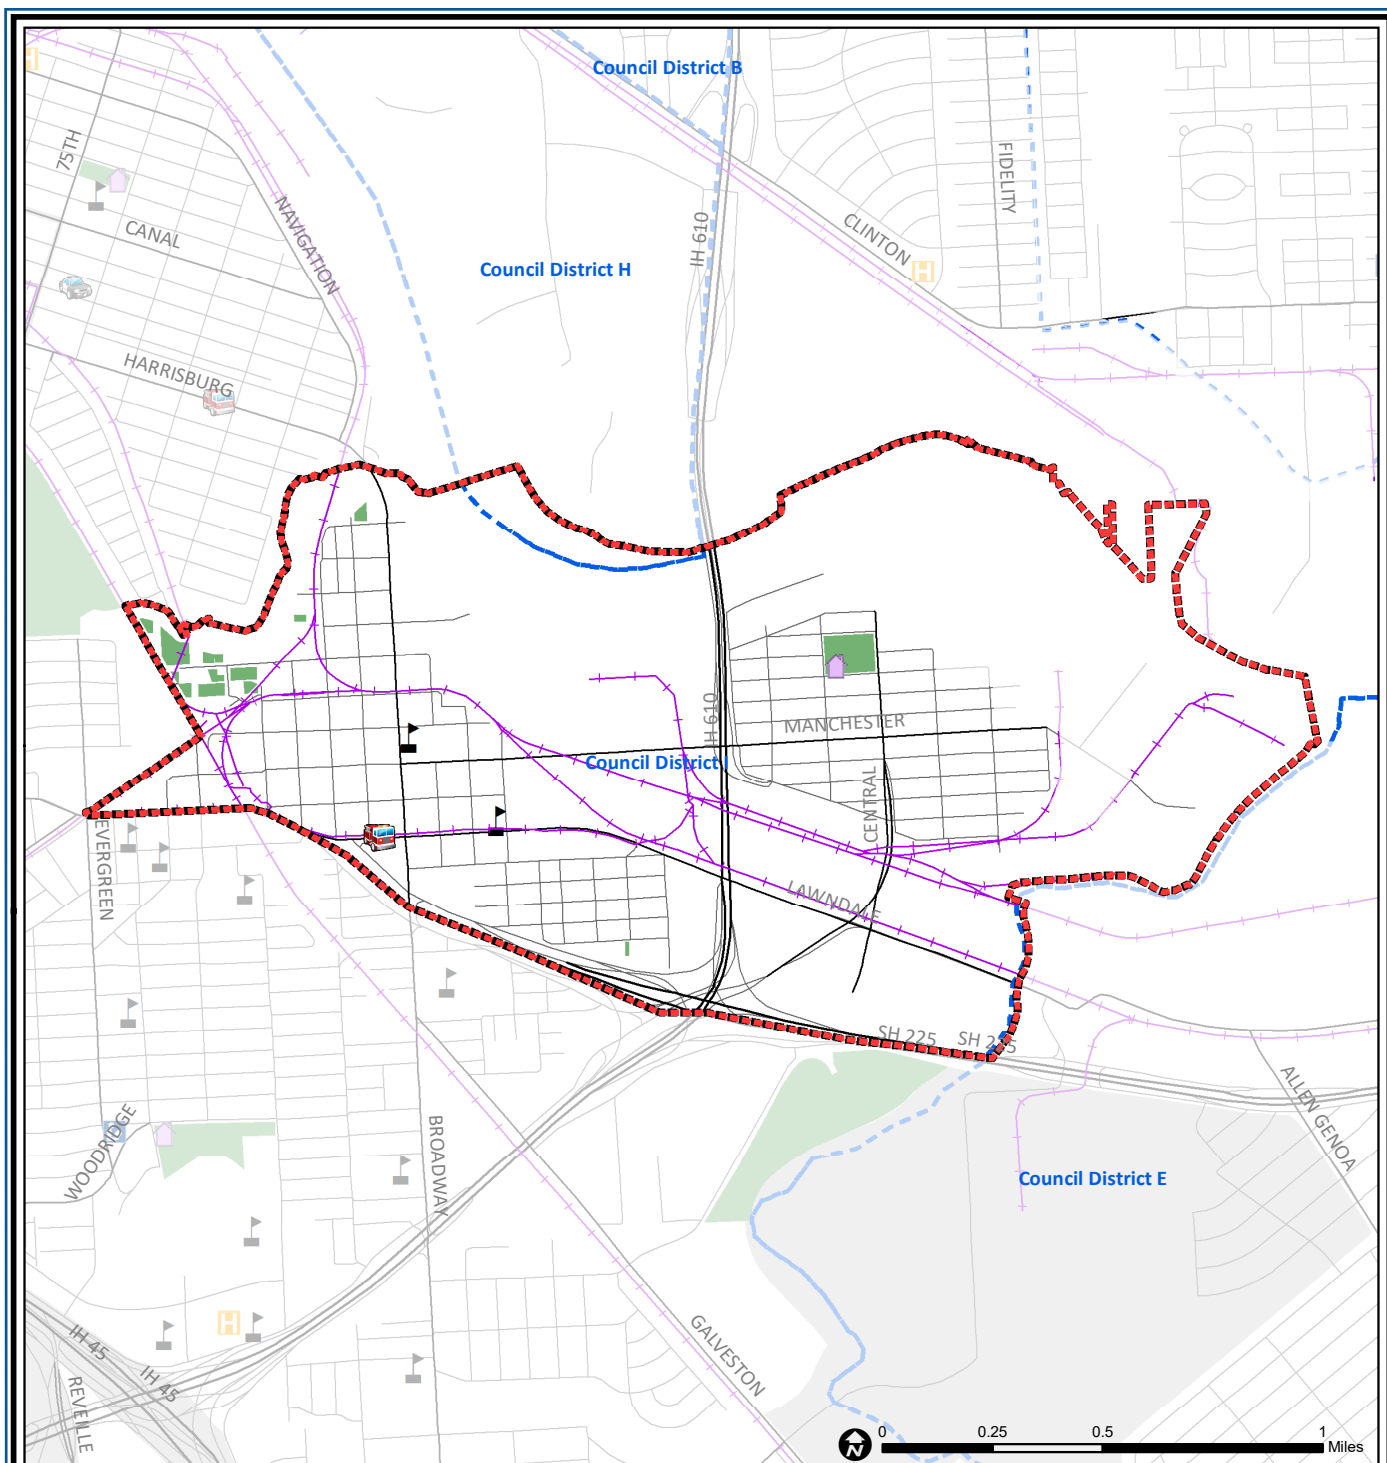 Council District B
75TH
FIDELITY
CANAL
NAVIGATION
IH 610
CLINTON
H
Council District H
H
HARRISBURG
IH 610
MANCHESTER
Council District I
CENTRAL
EVERGREEN
LAWNDALE
SH 225
SH 225
ALLEN GENOA
WOODRIDGE
BROADWAY
Council District E
H
GALVESTON
IH 45
IH 45
REVEILLE
N
0 0.25 0.5 1
Miles